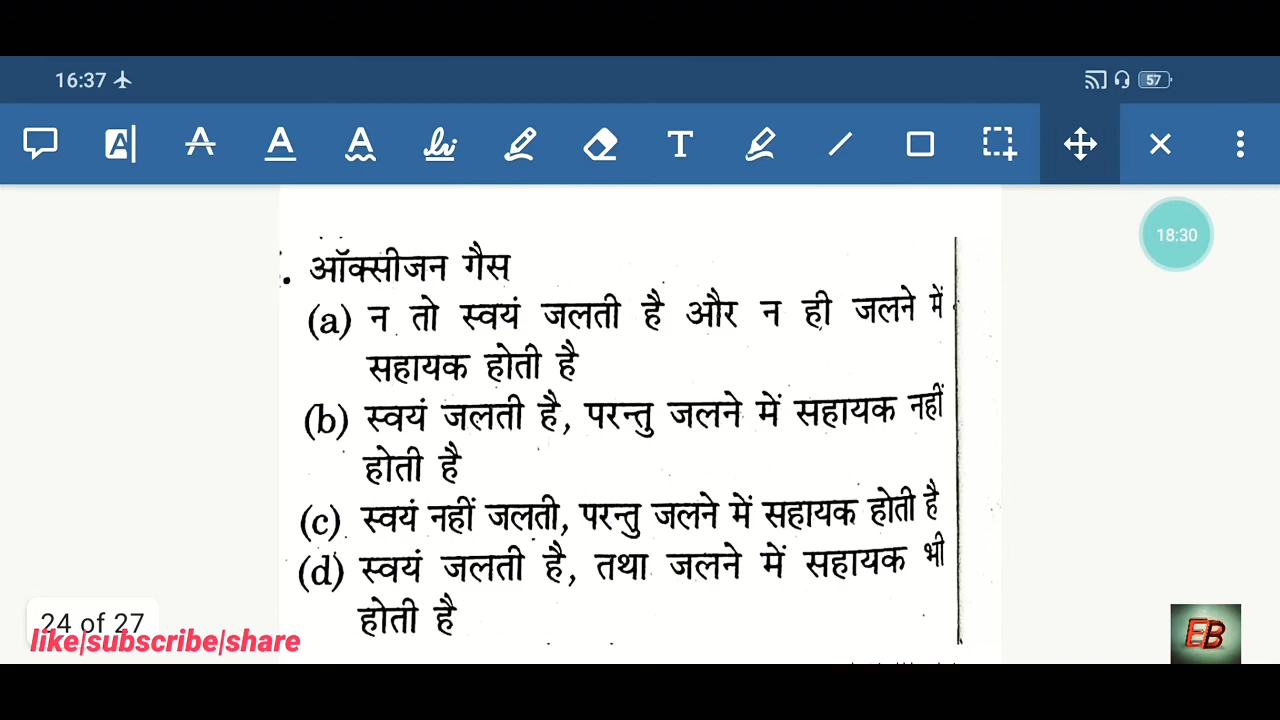 16:37
57
18:30
. ऑक्सीजन गैस
(a) न तो स्वयं जलती है और न ही जलने में
सहायक होती है
(b) स्वयं जलती है, परन्तु जलने में सहायक नहीं
होती है
(c) स्वयं नहीं जलती, परन्तु जलने में सहायक होती है
(d) स्वयं जलती है, तथा जलने में सहायक भी
होती है
24 of 27
like|subscribe|share
EB